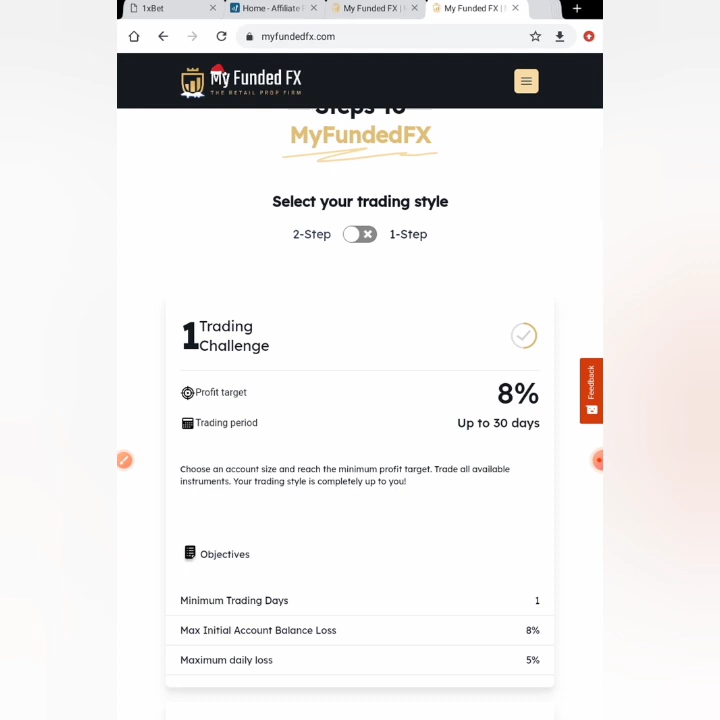 1xBet
Home - Affiliate
My Funded FX |
My Funded FX |
myfundedfx.com
My Funded FX
THE RETAIL PROP FIRM
Steps to
MyFundedFX
Select your trading style
2-Step
1-Step
1 Trading
Challenge
Profit target
8%
Trading period
Up to 30 days
Feedback
Choose an account size and reach the minimum profit target. Trade all available
instruments. Your trading style is completely up to you!
Objectives
Minimum Trading Days
1
Max Initial Account Balance Loss
8%
Maximum daily loss
5%